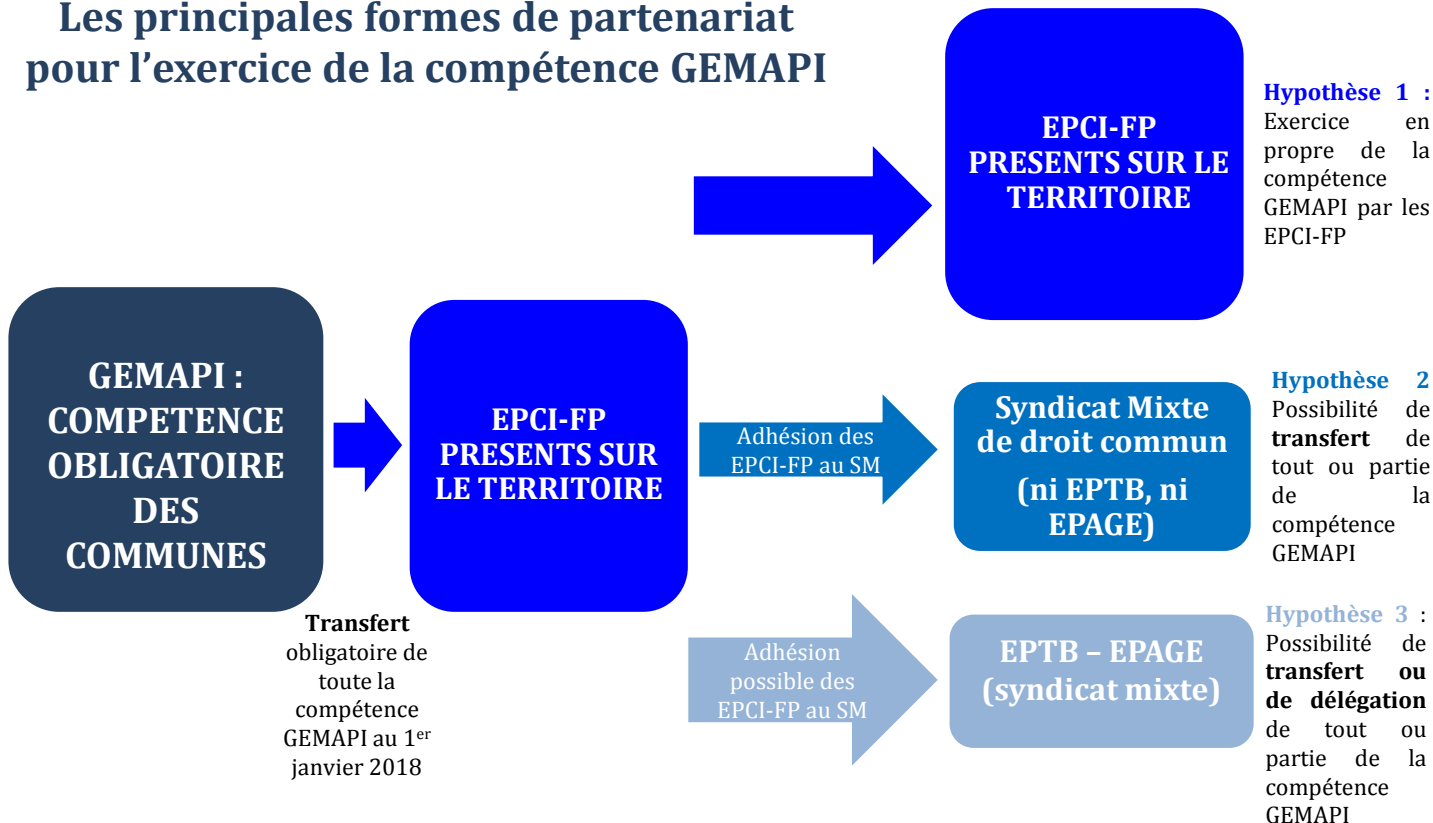 Les principales formes de partenariat
pour l’exercice de la compétence GEMAPI
GEMAPI :
COMPETENCE
OBLIGATOIRE
DES
COMMUNES
Transfert
obligatoire de
toute la
compétence
GEMAPI au 1er
janvier 2018
EPCI-FP
PRESENTS SUR
LE TERRITOIRE
EPCI-FP
PRESENTS SUR LE
TERRITOIRE
Hypothèse 1 :
Exercice en
propre de la
compétence
GEMAPI par les
EPCI-FP
Adhésion des
EPCI-FP au SM
Syndicat Mixte
de droit commun
(ni EPTB, ni
EPAGE)
Hypothèse 2
Possibilité de
transfert de
tout ou partie
de la
compétence
GEMAPI
Adhésion
possible des
EPCI-FP au SM
EPTB – EPAGE
(syndicat mixte)
Hypothèse 3 :
Possibilité de
transfert ou
de délégation
de tout ou
partie de la
compétence
GEMAPI